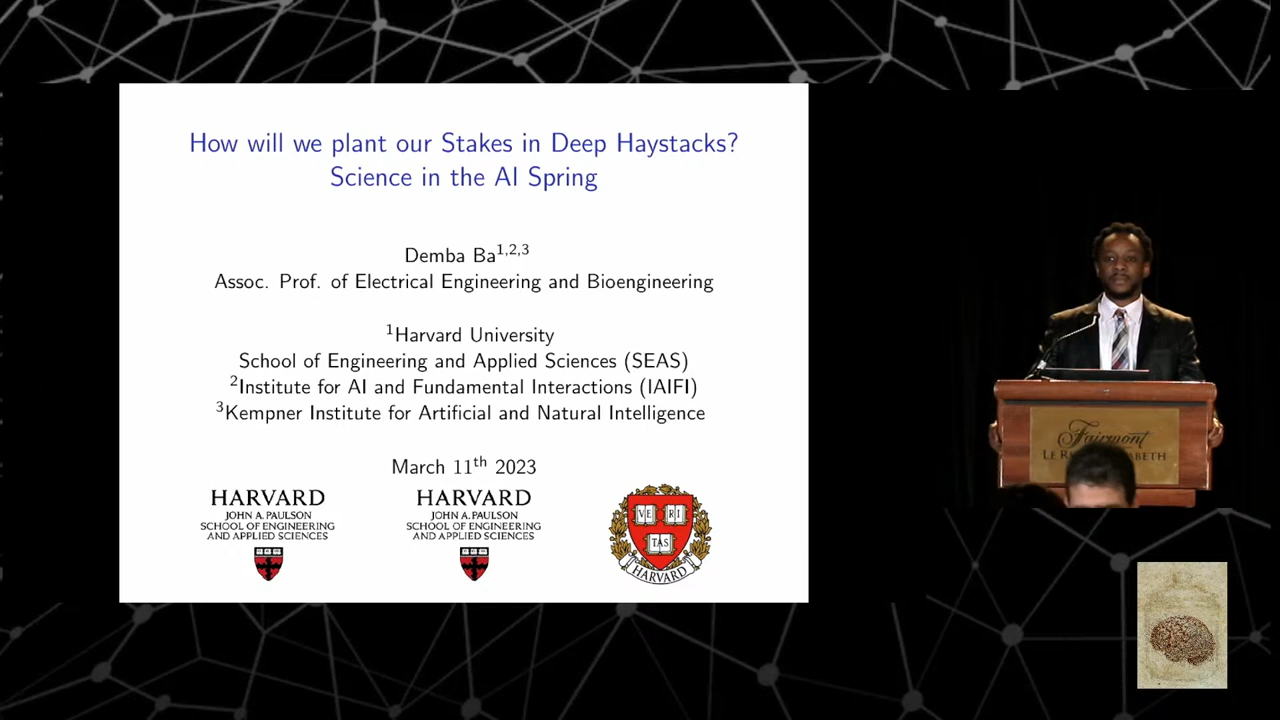 How will we plant our Stakes in Deep Haystacks?
Science in the AI Spring
Demba Ba1,2,3
Assoc. Prof. of Electrical Engineering and Bioengineering
1Harvard University
School of Engineering and Applied Sciences (SEAS)
2Institute for AI and Fundamental Interactions (IAIFI)
3Kempner Institute for Artificial and Natural Intelligence
March 11th 2023
HARVARD
JOHN A. PAULSON
SCHOOL OF ENGINEERING
AND APPLIED SCIENCES
HARVARD
JOHN A. PAULSON
SCHOOL OF ENGINEERING
AND APPLIED SCIENCES
VE RI
TAS
HARVARD
Fairmont
LE R
ABETH